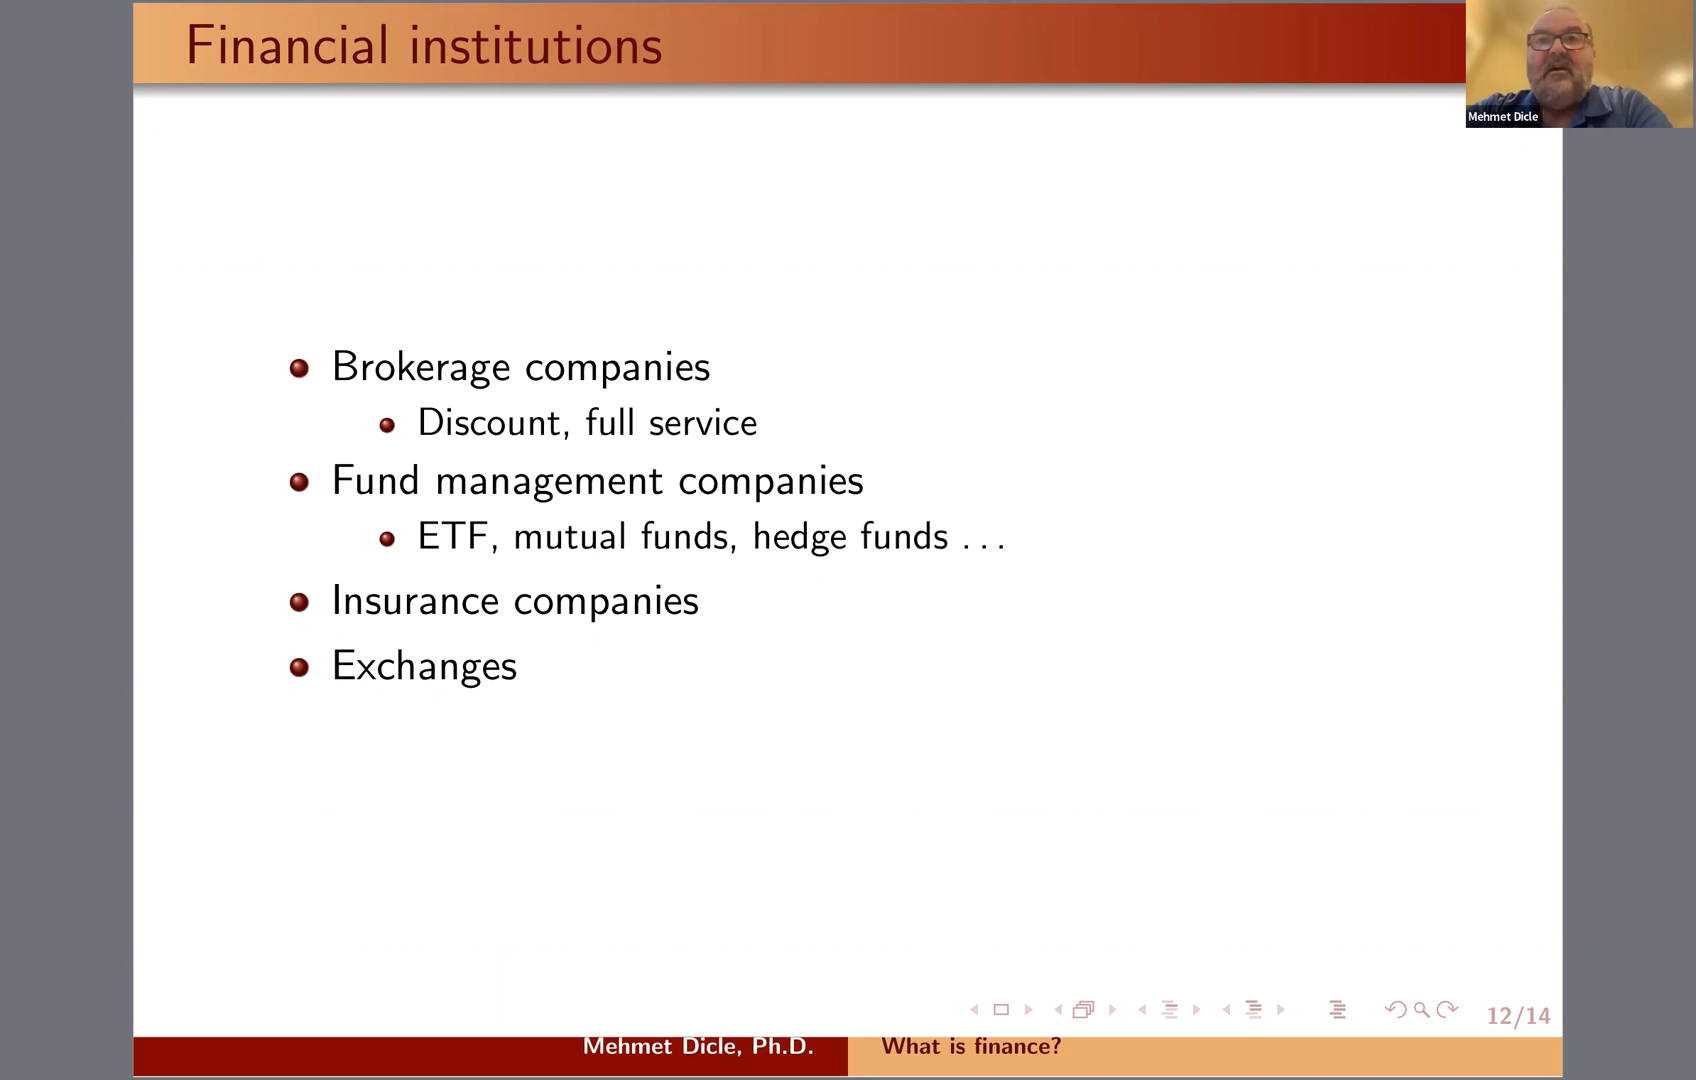 Financial institutions
Mehmet Dicle
Brokerage companies
Discount, full service
Fund management companies
ETF, mutual funds, hedge funds ...
Insurance companies
Exchanges
12/14
Mehmet Dicle, Ph.D.
What is finance?